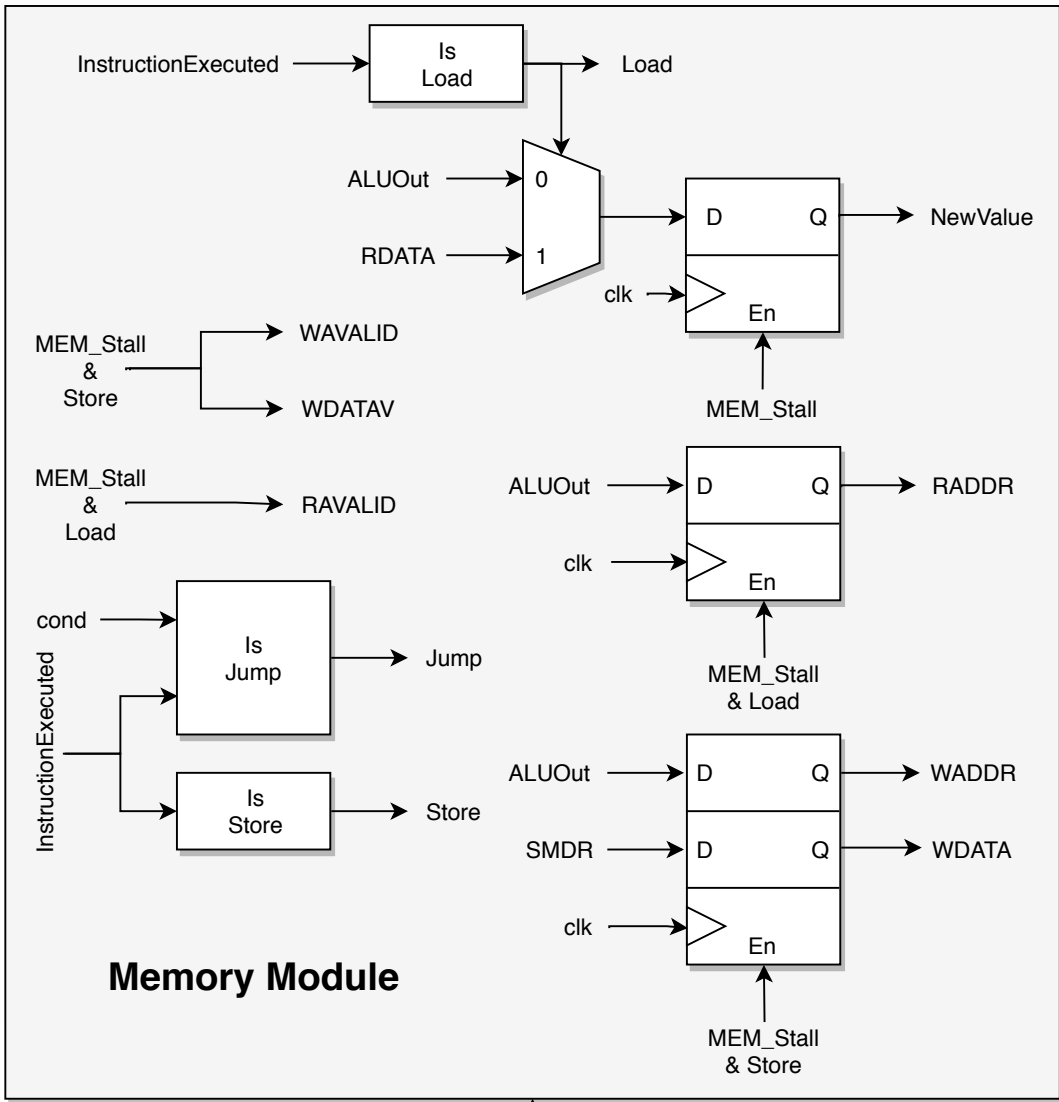 InstructionExecuted
Is
Load
Load
ALUOut
0
RDATA
1
D
Q
NewValue
clk
En
MEM_Stall
MEM_Stall
&
Store
WAVALID
WDATAV
MEM_Stall
&
Load
RAVALID
ALUOut
D
Q
RADDR
clk
En
MEM_Stall
& Load
cond
InstructionExecuted
Is
Jump
Jump
Is
Store
Store
ALUOut
D
Q
WADDR
SMDR
D
Q
WDATA
clk
En
MEM_Stall
& Store
Memory Module